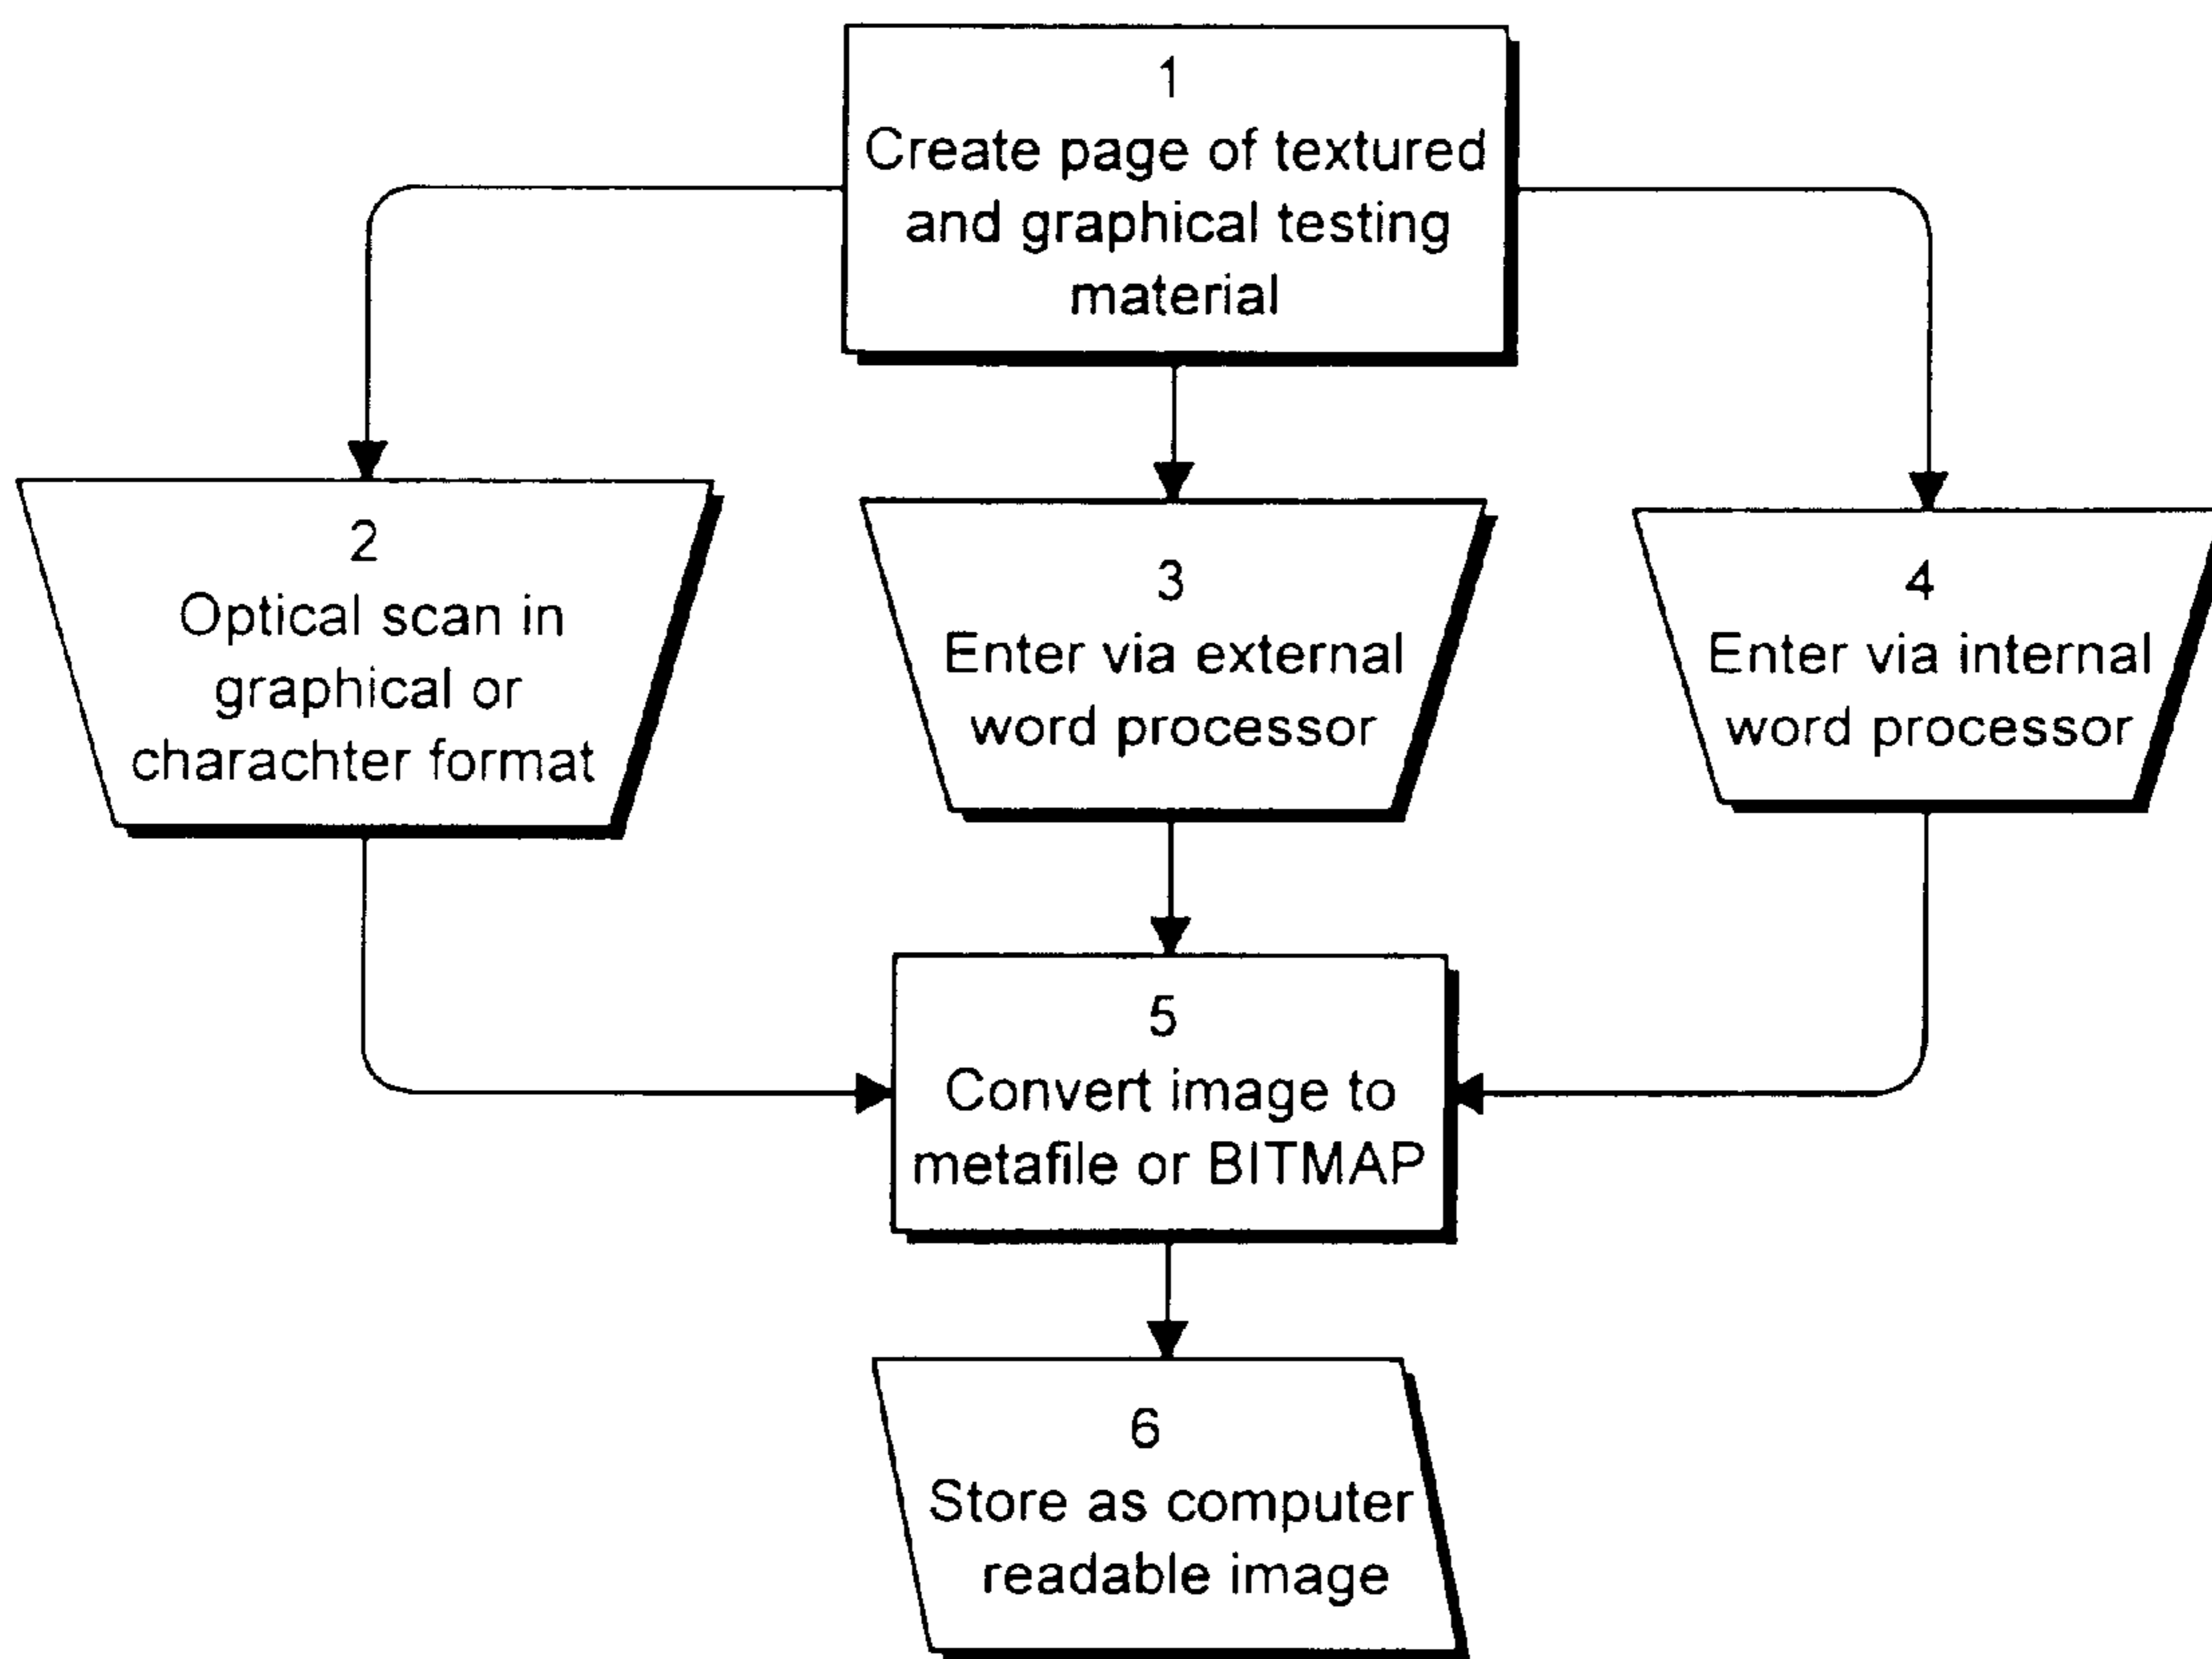 1
Create page of textured
and graphical testing
material
2
Optical scan in
graphical or
charachter format
3
Enter via external
word processor
4
Enter via internal
word processor
5
Convert image to
metafile or BITMAP
6
Store as computer
readable image